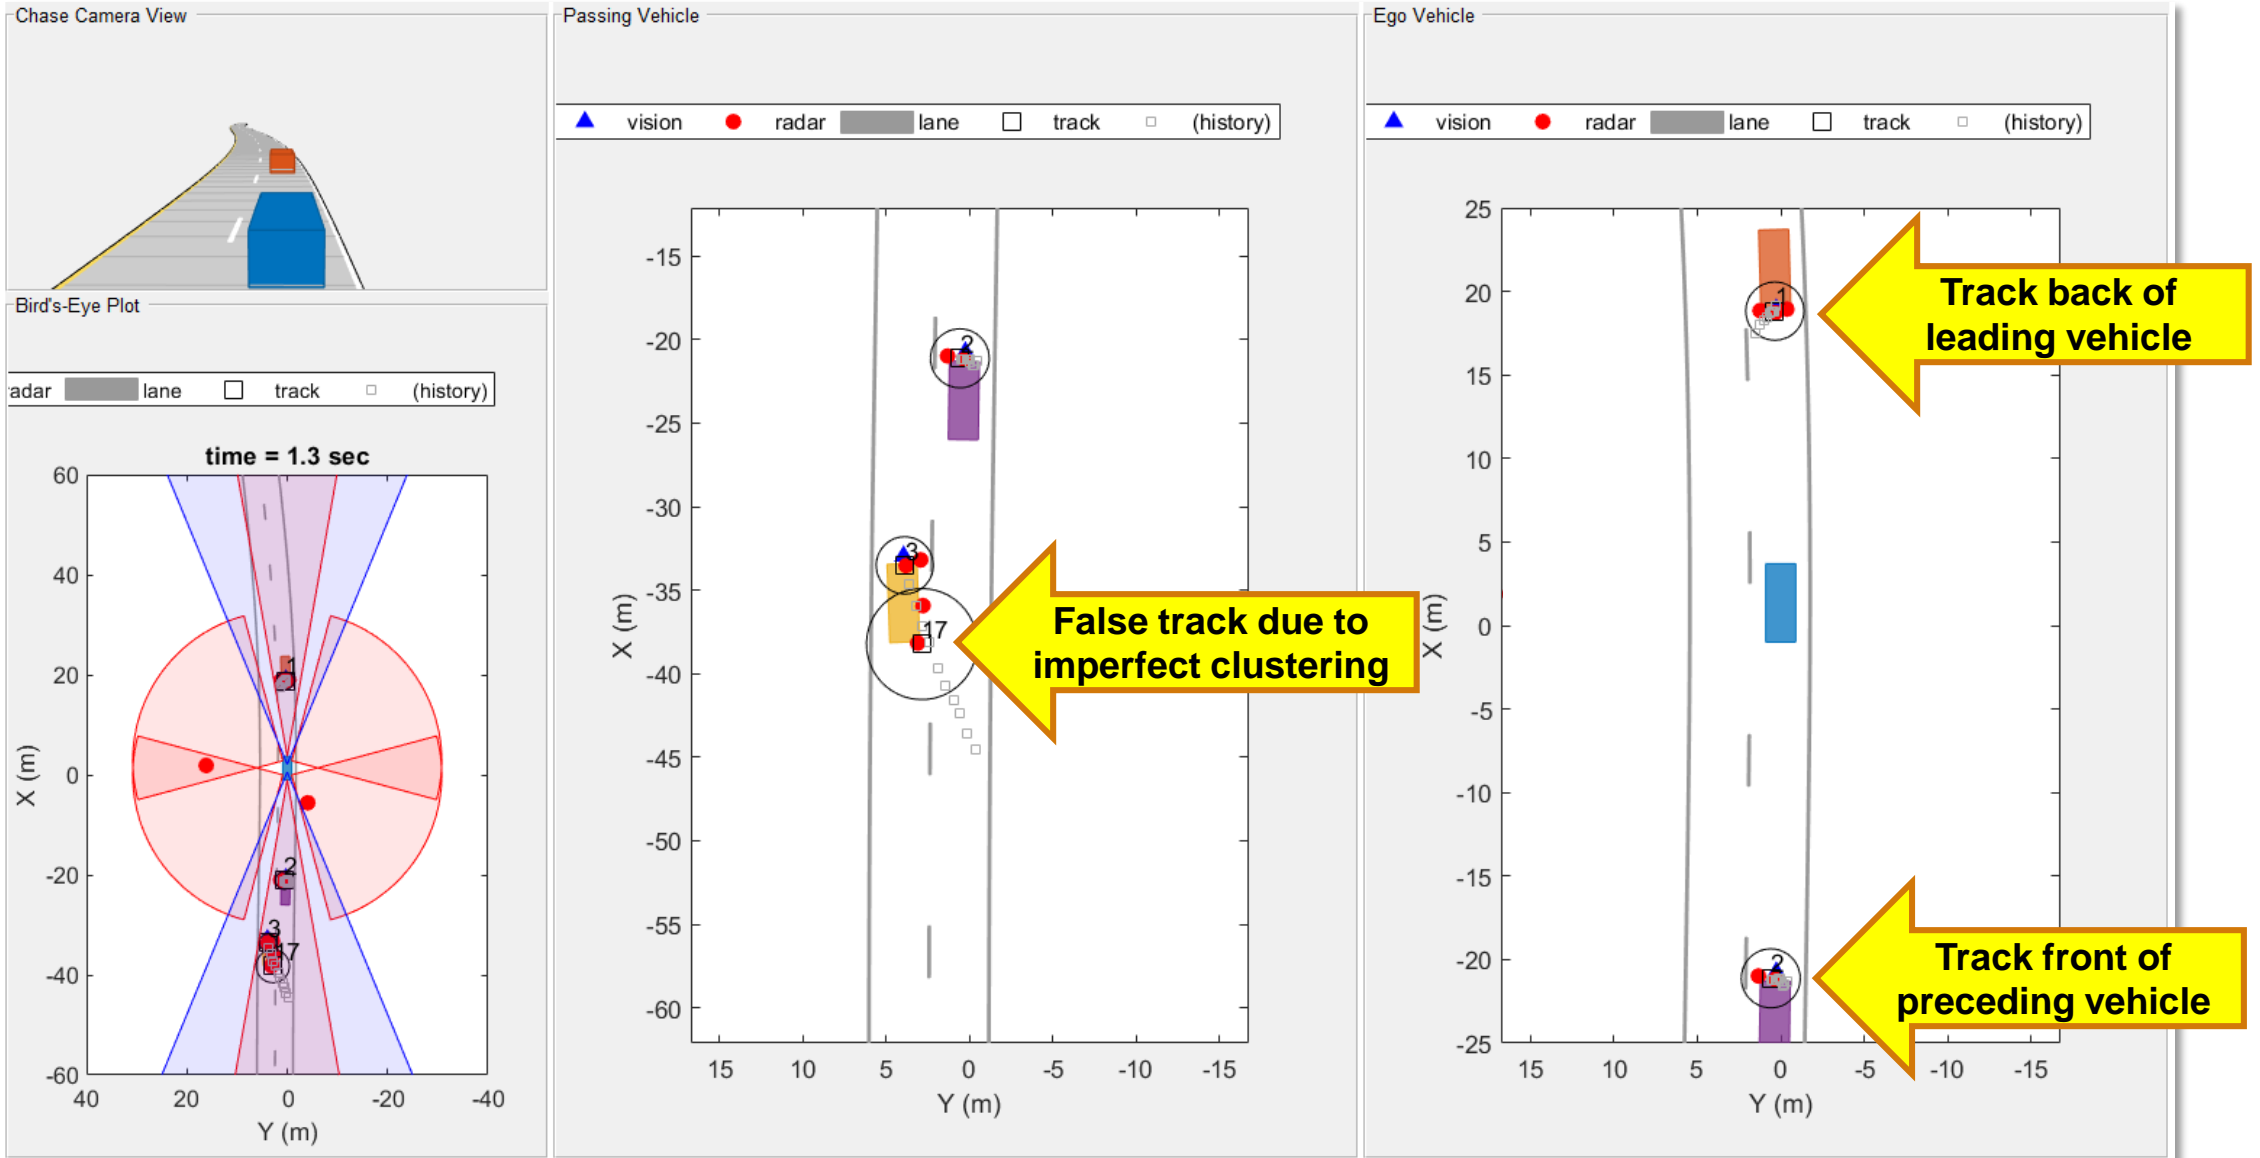 Chase Camera View
Bird's-Eye Plot
adar lane track (history)
time = 1.3 sec
60
40
20
0
-20
-40
-60
X (m)
40 20 0 -20 -40
Y (m)
1
2
3
17
Passing Vehicle
vision radar lane track (history)
-15
-20
-25
-30
-35
-40
-45
-50
-55
-60
X (m)
15 10 5 0 -5 -10 -15
Y (m)
2
3
17
False track due to
imperfect clustering
Ego Vehicle
vision radar lane track (history)
25
20
15
10
5
0
-5
-10
-15
-20
-25
X (m)
15 10 5 0 -5 -10 -15
Y (m)
1
2
Track back of
leading vehicle
Track front of
preceding vehicle